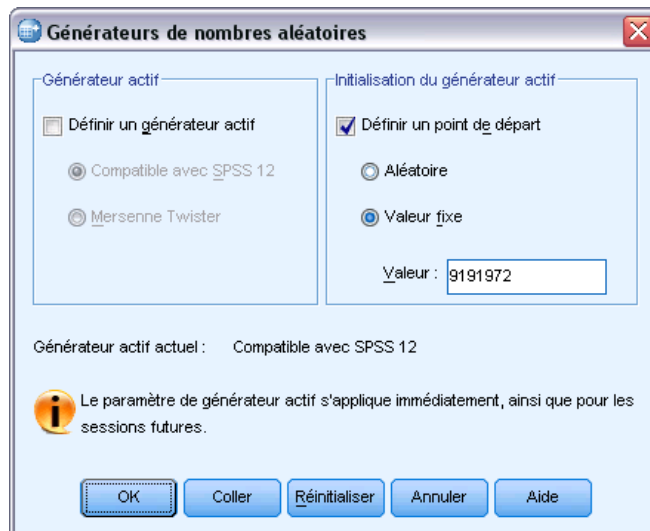 Générateurs de nombres aléatoires
Générateur actif
Définir un générateur actif
Compatible avec SPSS 12
Mersenne Twister
Initialisation du générateur actif
Définir un point de départ
Aléatoire
Valeur fixe
Valeur : 9191972
Générateur actif actuel : Compatible avec SPSS 12
Le paramètre de générateur actif s'applique immédiatement, ainsi que pour les
sessions futures.
OK Coller Réinitialiser Annuler Aide